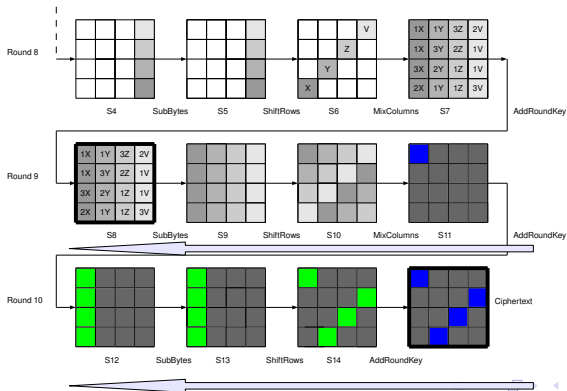 V
Z
Y
X
1X 1Y 3Z 2V
1X 3Y 2Z 1V
3X 2Y 1Z 1V
2X 1Y 1Z 3V
Round 8
S4 SubBytes S5 ShiftRows S6 MixColumns S7 AddRoundKey
1X 1Y 3Z 2V
1X 3Y 2Z 1V
3X 2Y 1Z 1V
2X 1Y 1Z 3V
Round 9
S8 SubBytes S9 ShiftRows S10 MixColumns S11 AddRoundKey
Round 10
Ciphertext
S12 SubBytes S13 ShiftRows S14 AddRoundKey